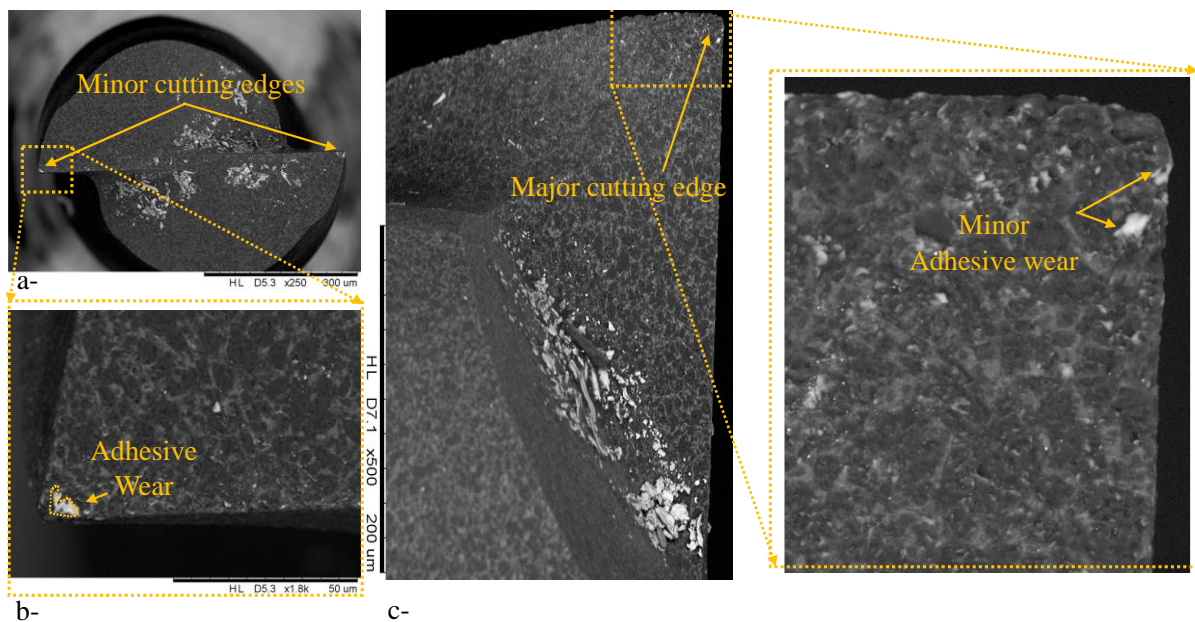 Minor cutting edges
a-
HL D5.3 x250 300 um
Adhesive
Wear
HL D5.3 x1.8k 50 um
b-
Major cutting edge
HL D7.1 x500 200 um
c-
Minor
Adhesive wear